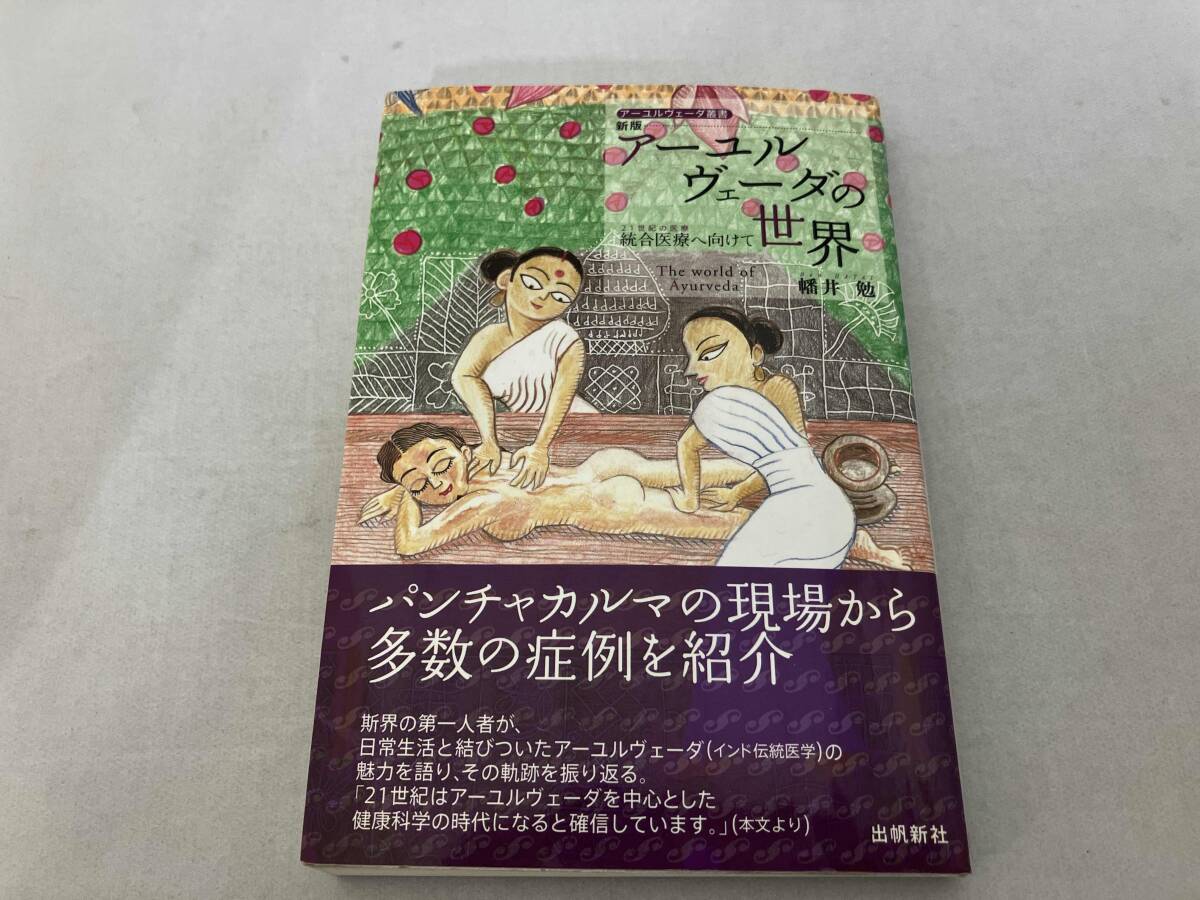 アーユルヴェーダ叢書
新版
アーユル
ヴェーダの
世界
21世紀の医療
統合医療へ向けて
The world of
Ayurveda
幡井 勉
パンチャカルマの現場から
多数の症例を紹介
斯界の第一人者が、
日常生活と結びついたアーユルヴェーダ(インド伝統医学)の
魅力を語り、その軌跡を振り返る。
「21世紀はアーユルヴェーダを中心とした
健康科学の時代になると確信しています。」(本文より)
出帆新社